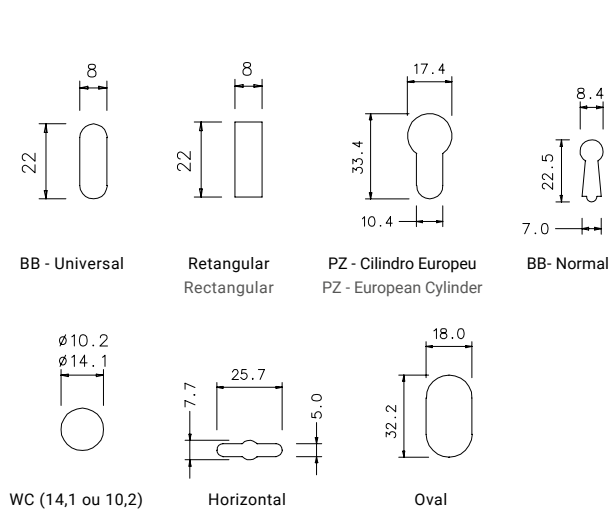 8
22
BB - Universal
8
22
Retangular
Rectangular
17.4
33.4
10.4
PZ - Cilindro Europeu
PZ - European Cylinder
8.4
22.5
7.0
BB- Normal
ø10.2
ø14.1
WC (14,1 ou 10,2)
25.7
7.7
5.0
Horizontal
18.0
32.2
Oval